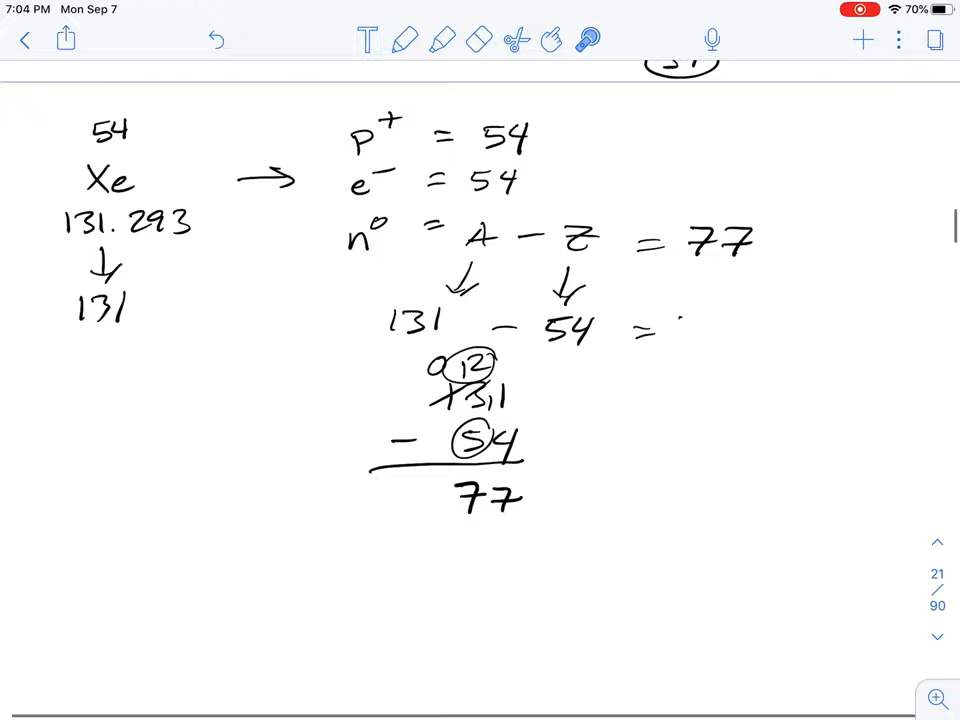 7:04 PM Mon Sep 7
70%
T
54
Xe
131.293
131
p+ = 54
e− = 54
n0 = A − Z = 77
131 − 54 =
0 12
131
− 54
77
21
/
90